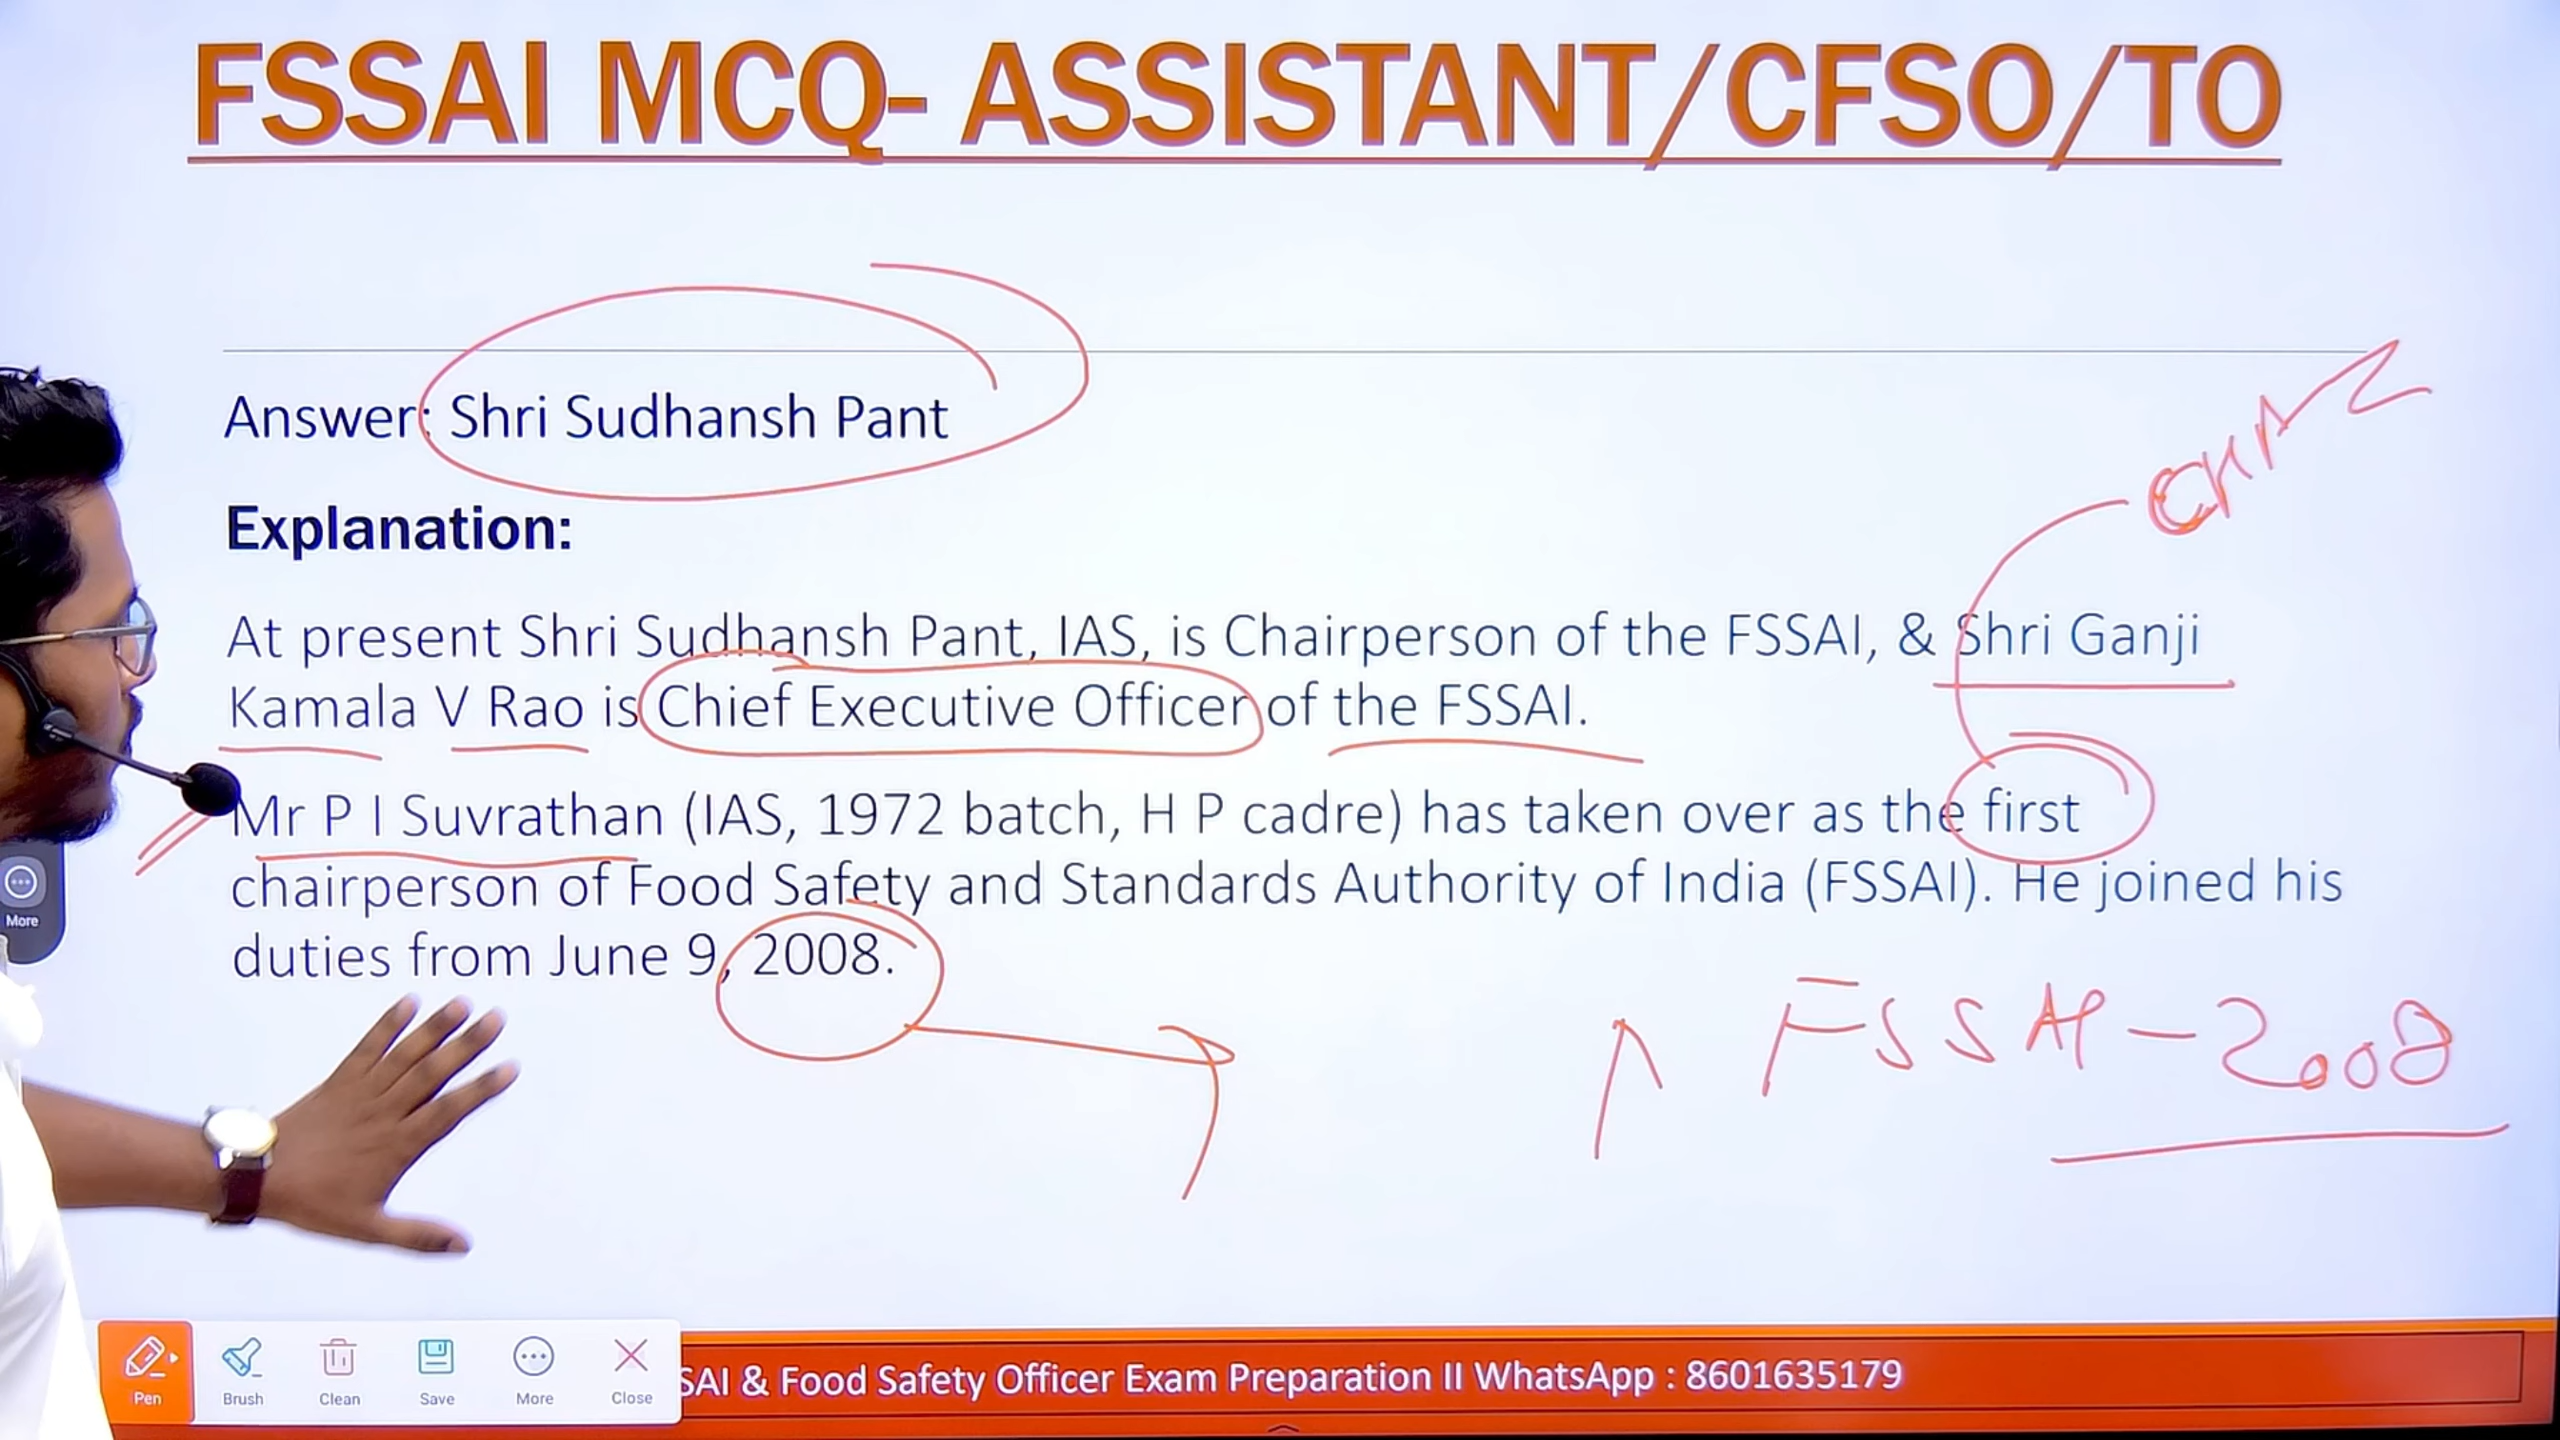 FSSAI MCQ- ASSISTANT/CFSO/TO
Answer: Shri Sudhansh Pant
Explanation:
At present Shri Sudhansh Pant, IAS, is Chairperson of the FSSAI, & Shri Ganji
Kamala V Rao is Chief Executive Officer of the FSSAI.
Mr P I Suvrathan (IAS, 1972 batch, H P cadre) has taken over as the first
chairperson of Food Safety and Standards Authority of India (FSSAI). He joined his
duties from June 9, 2008.
FSSAI - 2008
More
Pen Brush Clean Save More Close
SAI & Food Safety Officer Exam Preparation II WhatsApp : 8601635179